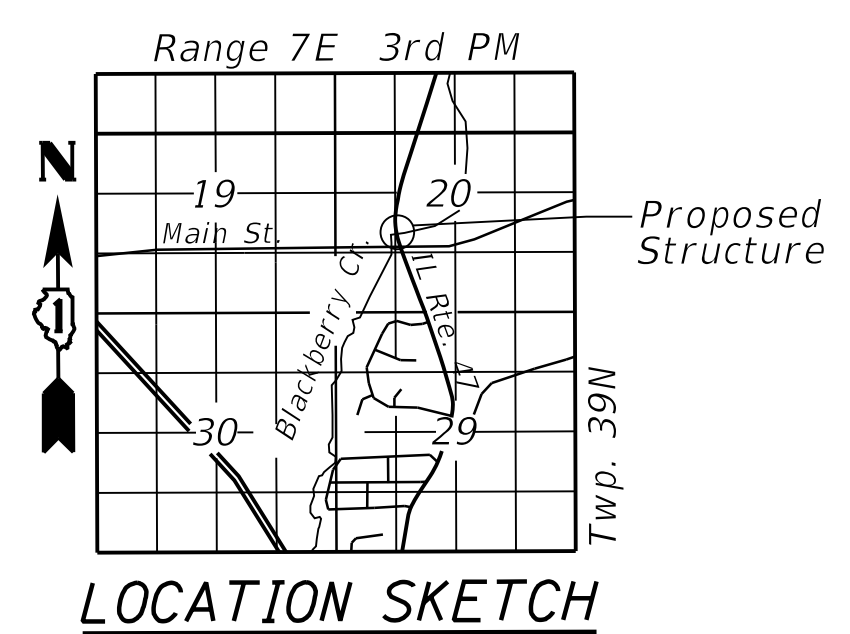 Range 7E 3rd PM
N
19
20
Main St.
Proposed
Structure
1
Blackberry Cr.
IL Rte. 47
30
29
Twp. 39N
LOCATION SKETCH